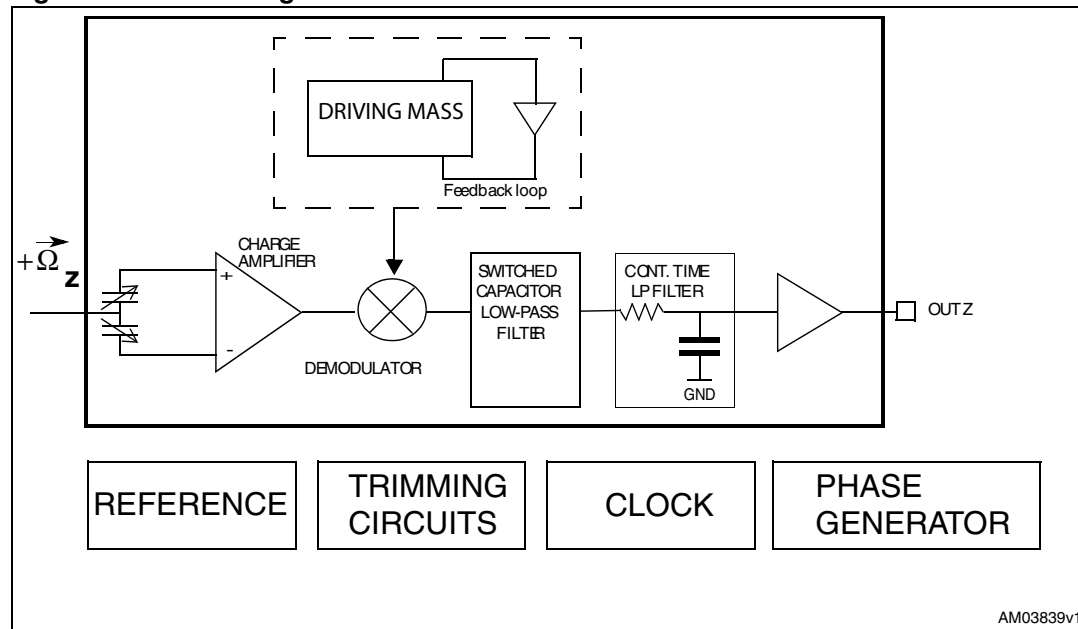 DRIVING MASS
Feedback loop
+Ω
z
CHARGE
AMPLIFIER
+
-
DEMODULATOR
SWITCHED
CAPACITOR
LOW-PASS
FILTER
CONT. TIME
LP FILTER
GND
OUTZ
REFERENCE
TRIMMING
CIRCUITS
CLOCK
PHASE
GENERATOR
AM03839v1